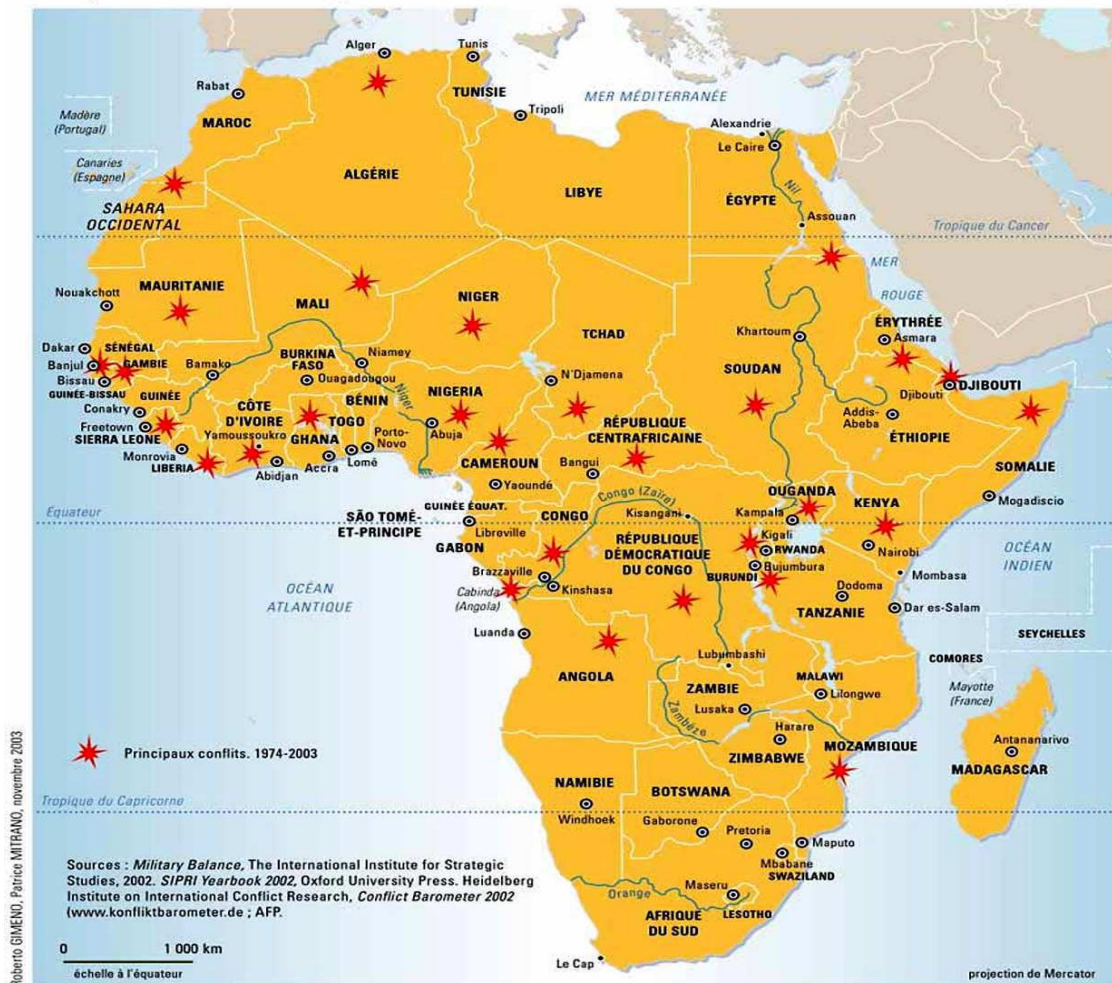 Alger
Tunis
Rabat
TUNISIE
MER MÉDITERRANÉE
Madère
(Portugal)
MAROC
Tripoli
Alexandrie
Le Caire
Canaries
(Espagne)
ALGÉRIE
LIBYE
ÉGYPTE
Nil
SAHARA
OCCIDENTAL
Assouan
Tropique du Cancer
MER
ROUGE
MAURITANIE
Nouakchott
MALI
NIGER
TCHAD
Khartoum
ÉRYTHRÉE
Asmara
Dakar
SÉNÉGAL
Banjul
GAMBIE
Bissau
GUINÉE-BISSAU
Bamako
BURKINA
FASO
Ouagadougou
Niamey
Niger
NIGERIA
N'Djamena
SOUDAN
Djibouti
DJIBOUTI
GUINÉE
Conakry
Freetown
SIERRA LEONE
CÔTE
D'IVOIRE
Yamoussoukro
BÉNIN
TOGO
GHANA
Porto-
Novo
Abuja
RÉPUBLIQUE
CENTRAFRICAINE
Addis-
Abeba
ÉTHIOPIE
Monrovia
LIBERIA
Abidjan
Accra
Lomé
CAMEROUN
Yaoundé
Bangui
SOMALIE
Mogadiscio
Equateur
GUINÉE ÉQUAT.
SÃO TOMÉ-
ET-PRINCIPE
Libreville
GABON
CONGO
Congo (Zaïre)
Kisangani
OUGANDA
Kampala
KENYA
Nairobi
RÉPUBLIQUE
DÉMOCRATIQUE
DU CONGO
Kigali
RWANDA
Bujumbura
BURUNDI
Mombasa
OCÉAN
INDIEN
OCÉAN
ATLANTIQUE
Brazzaville
Cabinda
(Angola)
Kinshasa
Dodoma
TANZANIE
Dar es-Salam
Luanda
SEYCHELLES
ANGOLA
Lubumbashi
COMORES
ZAMBIE
Lusaka
MALAWI
Lilongwe
Mayotte
(France)
Zambèze
Harare
ZIMBABWE
MOZAMBIQUE
Antananarivo
MADAGASCAR
Principaux conflits. 1974-2003
NAMIBIE
Windhoek
BOTSWANA
Tropique du Capricorne
Gaborone
Pretoria
Maputo
Mbabane
SWAZILAND
Maseru
Orange
LESOTHO
AFRIQUE
DU SUD
Le Cap
Sources : Military Balance, The International Institute for Strategic
Studies, 2002. SIPRI Yearbook 2002, Oxford University Press. Heidelberg
Institute on International Conflict Research, Conflict Barometer 2002
(www.konfliktbarometer.de ; AFP.
0 1 000 km
échelle à l'équateur
projection de Mercator
Roberto GIMENO, Patrice MITRANO, novembre 2003